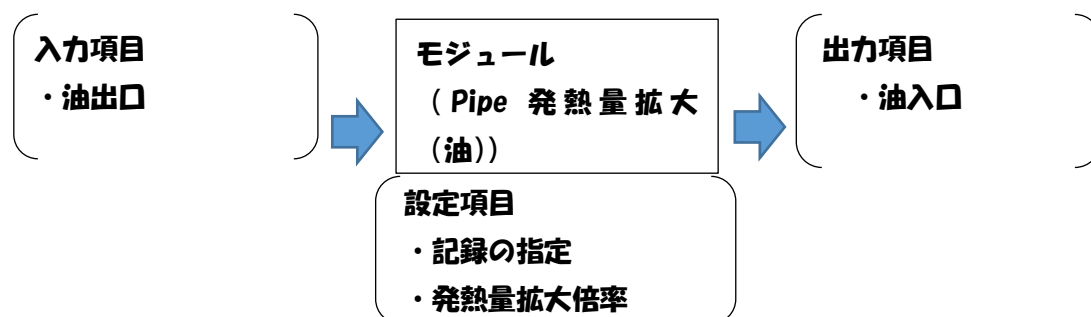 入力項目
・油出口
モジュール
(Pipe 発熱量拡大
(油))
出力項目
・油入口
設定項目
・記録の指定
・発熱量拡大倍率